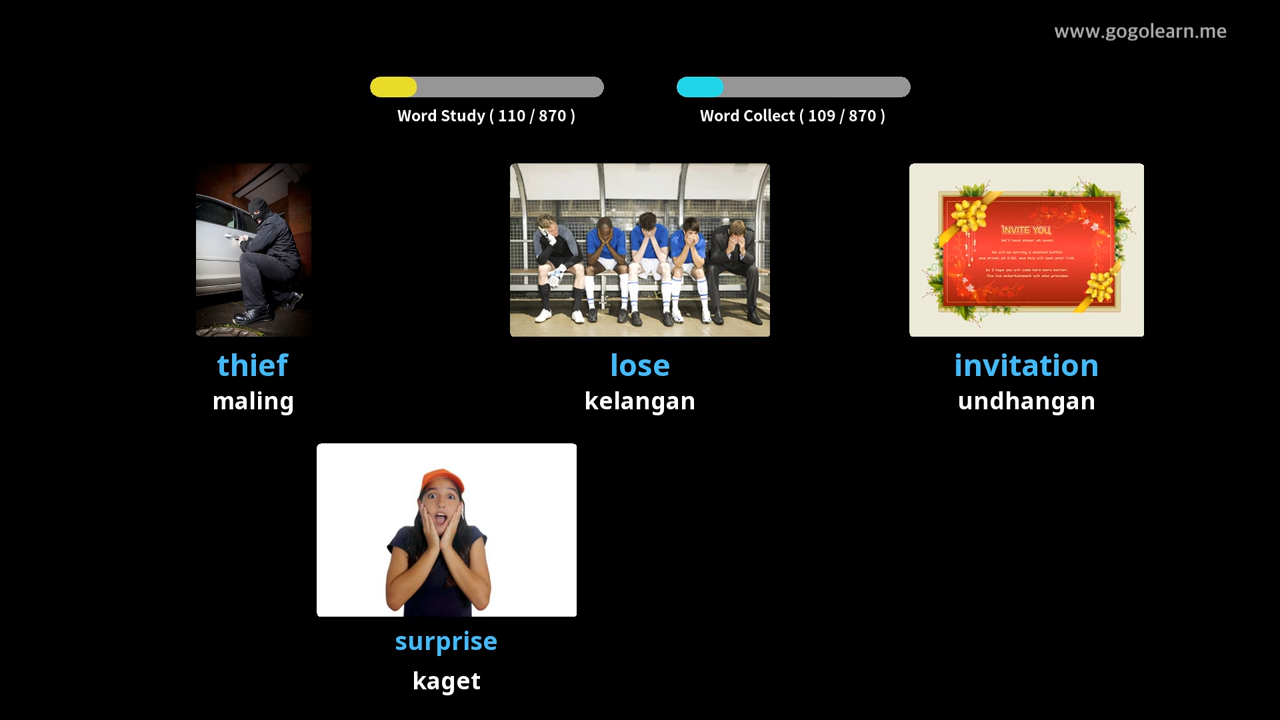 www.gogolearn.me
Word Study ( 110 / 870 )
Word Collect ( 109 / 870 )
INVITE YOU
thief
lose
invitation
maling
kelangan
undhangan
surprise
kaget